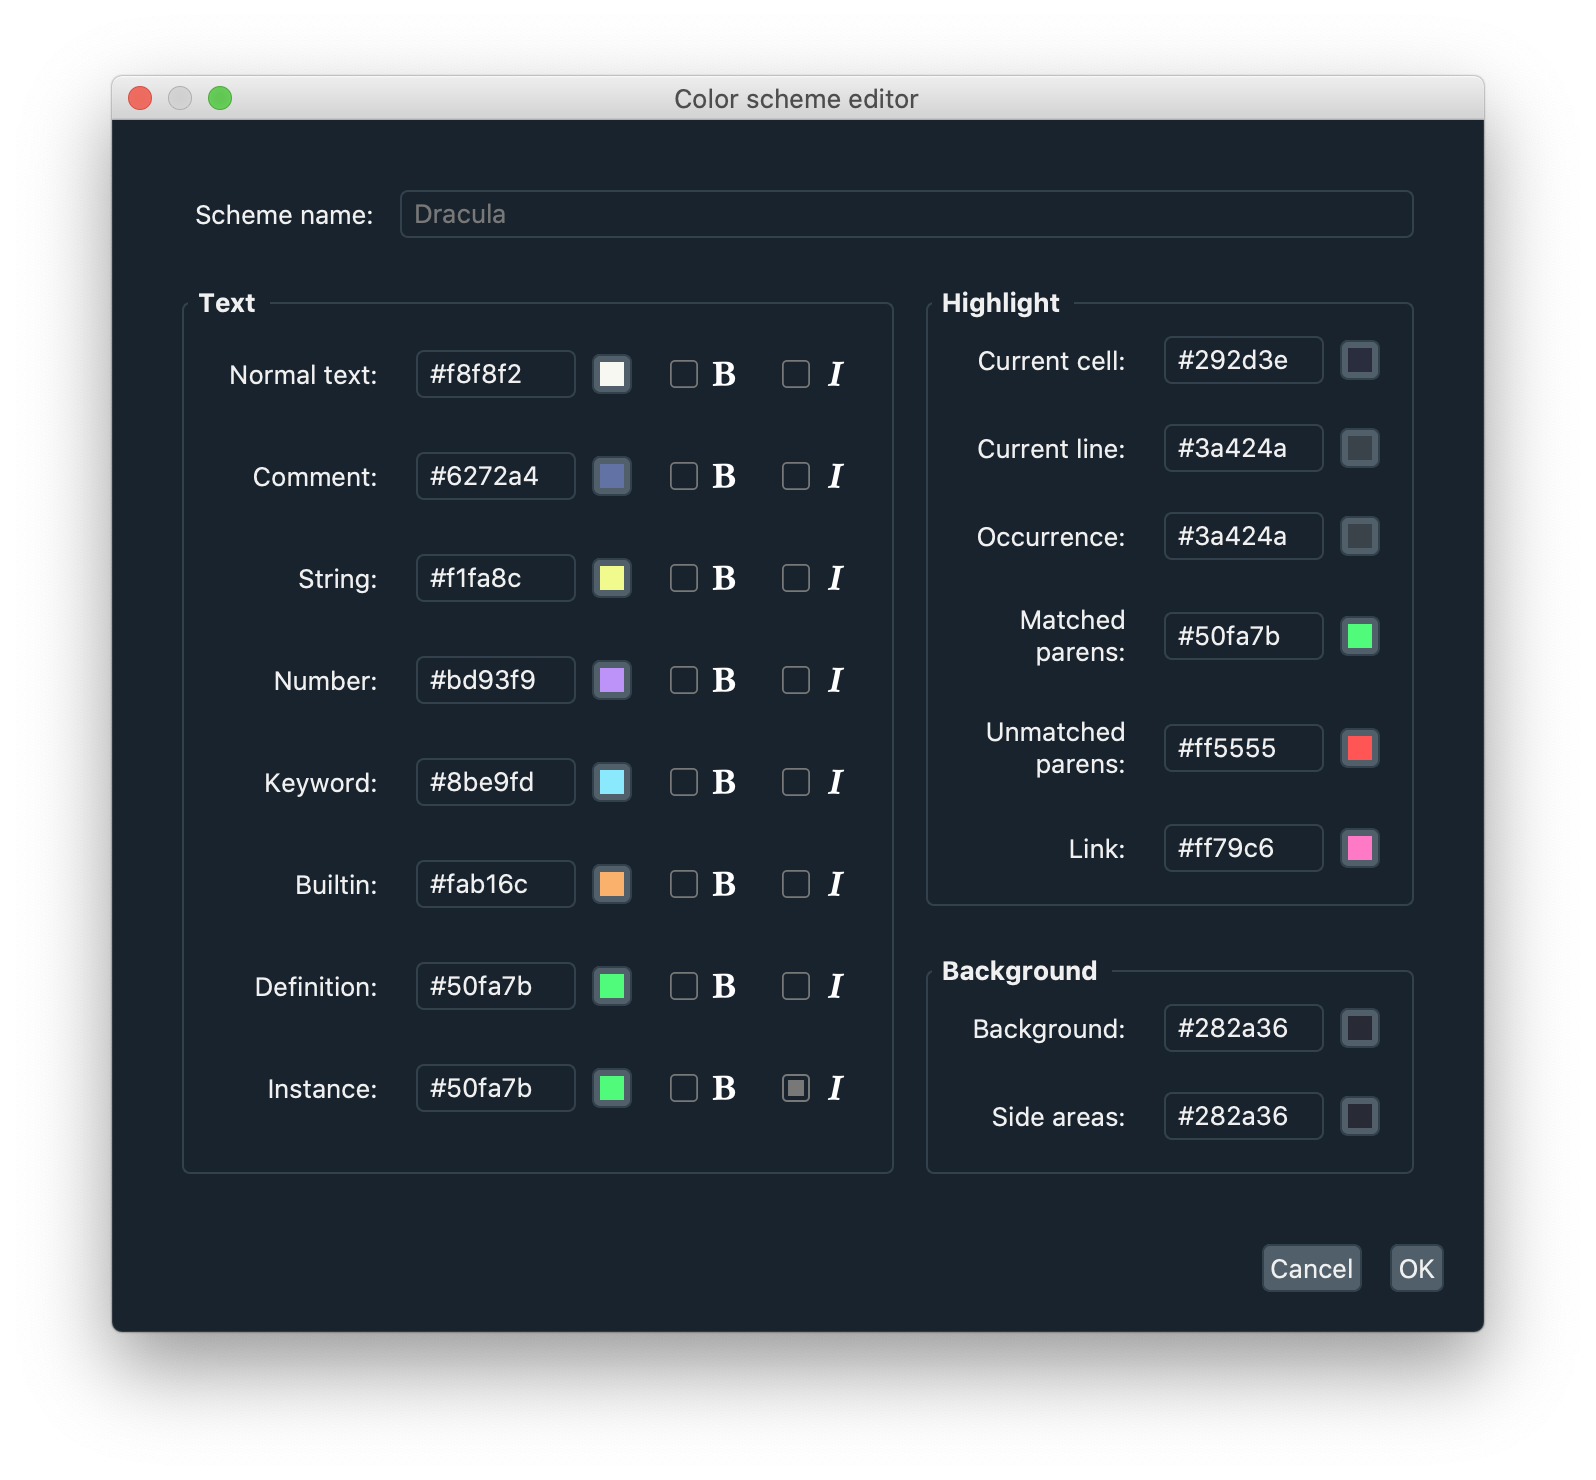 Color scheme editor
Scheme name: Dracula
Text
Normal text: #f8f8f2 B I
Comment: #6272a4 B I
String: #f1fa8c B I
Number: #bd93f9 B I
Keyword: #8be9fd B I
Builtin: #fab16c B I
Definition: #50fa7b B I
Instance: #50fa7b B I
Highlight
Current cell: #292d3e
Current line: #3a424a
Occurrence: #3a424a
Matched
parens: #50fa7b
Unmatched
parens: #ff5555
Link: #ff79c6
Background
Background: #282a36
Side areas: #282a36
Cancel OK